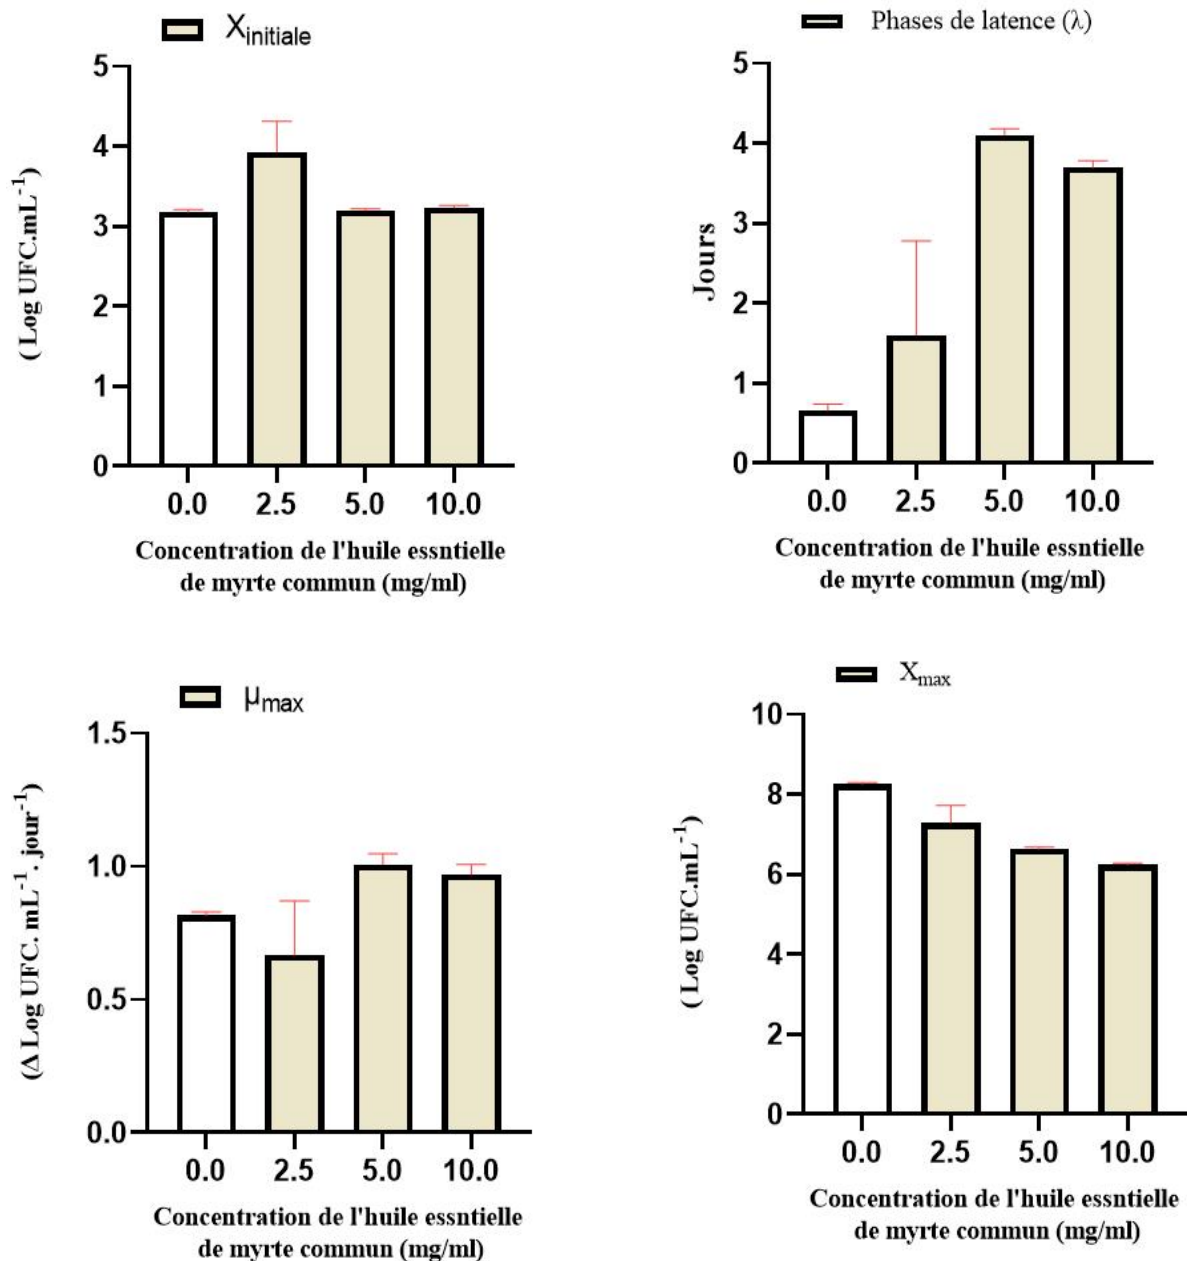 X initiale
5
4
3
2
1
0
( Log UFC.mL-1)
0.0 2.5 5.0 10.0
Concentration de l'huile essntielle
de myrte commun (mg/ml)
Phases de latence (λ)
5
4
3
2
1
0
Jours
0.0 2.5 5.0 10.0
Concentration de l'huile essntielle
de myrte commun (mg/ml)
μmax
1.5
1.0
0.5
0.0
(Δ Log UFC. mL-1. jour-1)
0.0 2.5 5.0 10.0
Concentration de l'huile essntielle
de myrte commun (mg/ml)
Xmax
10
8
6
4
2
0
( Log UFC.mL-1)
0.0 2.5 5.0 10.0
Concentration de l'huile essntielle
de myrte commun (mg/ml)